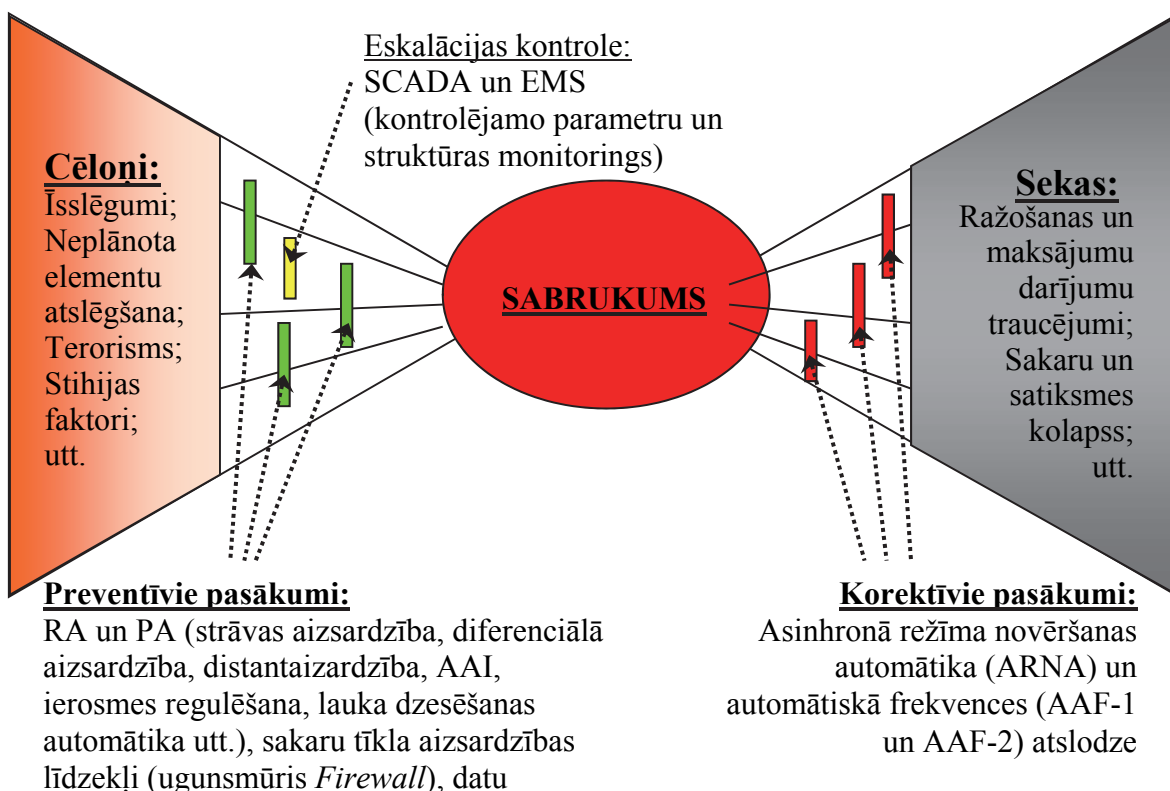 Eskalācijas kontrole:
SCADA un EMS
(kontrolējamo parametru un
struktūras monitorings)
Cēloņi:
Īsslēgumi;
Neplānota
elementu
atslēgšana;
Terorisms;
Stihijas
faktori;
utt.
SABRUKUMS
Sekas:
Ražošanas un
maksājumu
darījumu
traucējumi;
Sakaru un
satiksmes
kolapss;
utt.
Preventīvie pasākumi:
RA un PA (strāvas aizsardzība, diferenciālā
aizsardzība, distantaizardzība, AAI,
ierosmes regulēšana, lauka dzesēšanas
automātika utt.), sakaru tīkla aizsardzības
līdzekļi (ugunsmūris Firewall), datu
Korektīvie pasākumi:
Asinhronā režīma novēršanas
automātika (ARNA) un
automātiskā frekvences (AAF-1
un AAF-2) atslodze